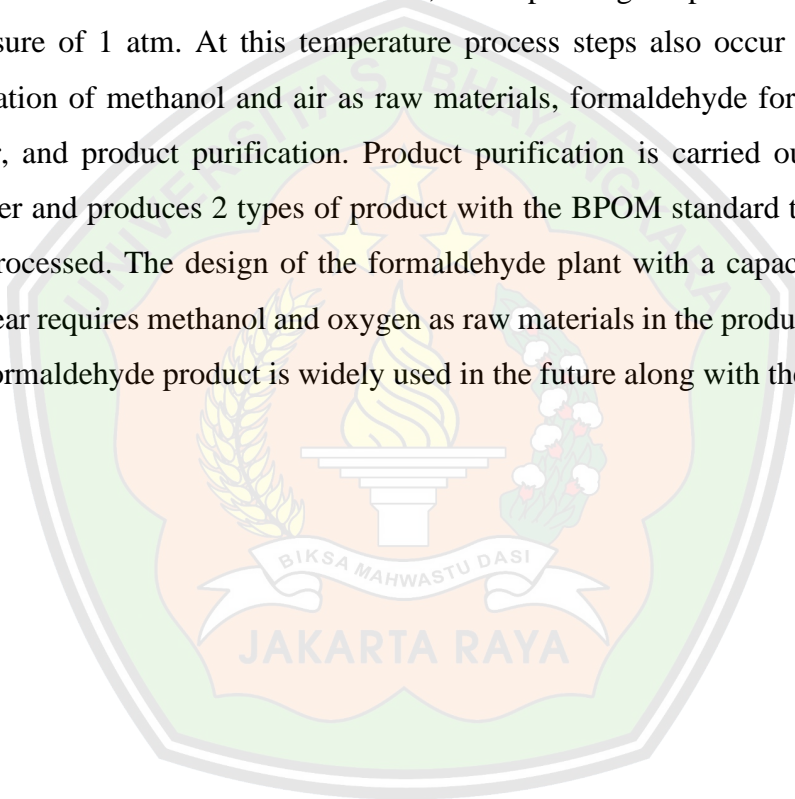 sure of 1 atm. At this temperature process steps also occur
ation of methanol and air as raw materials, formaldehyde for
, and product purification. Product purification is carried ou
er and produces 2 types of product with the BPOM standard t
rocessed. The design of the formaldehyde plant with a capac
ear requires methanol and oxygen as raw materials in the produ
ormaldehyde product is widely used in the future along with the
UNIVERSITAS BHAYANGKARA
BIKSA MAHWASTU DASI
JAKARTA RAYA